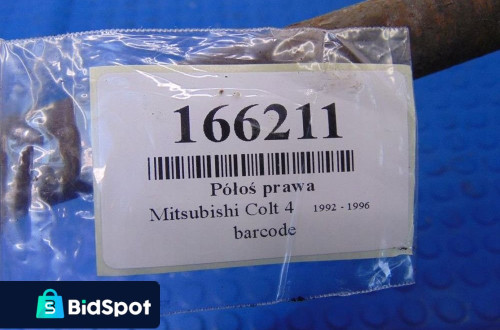 166211
Półoś prawa
Mitsubishi Colt 4 1992 - 1996
barcode
BidSpot